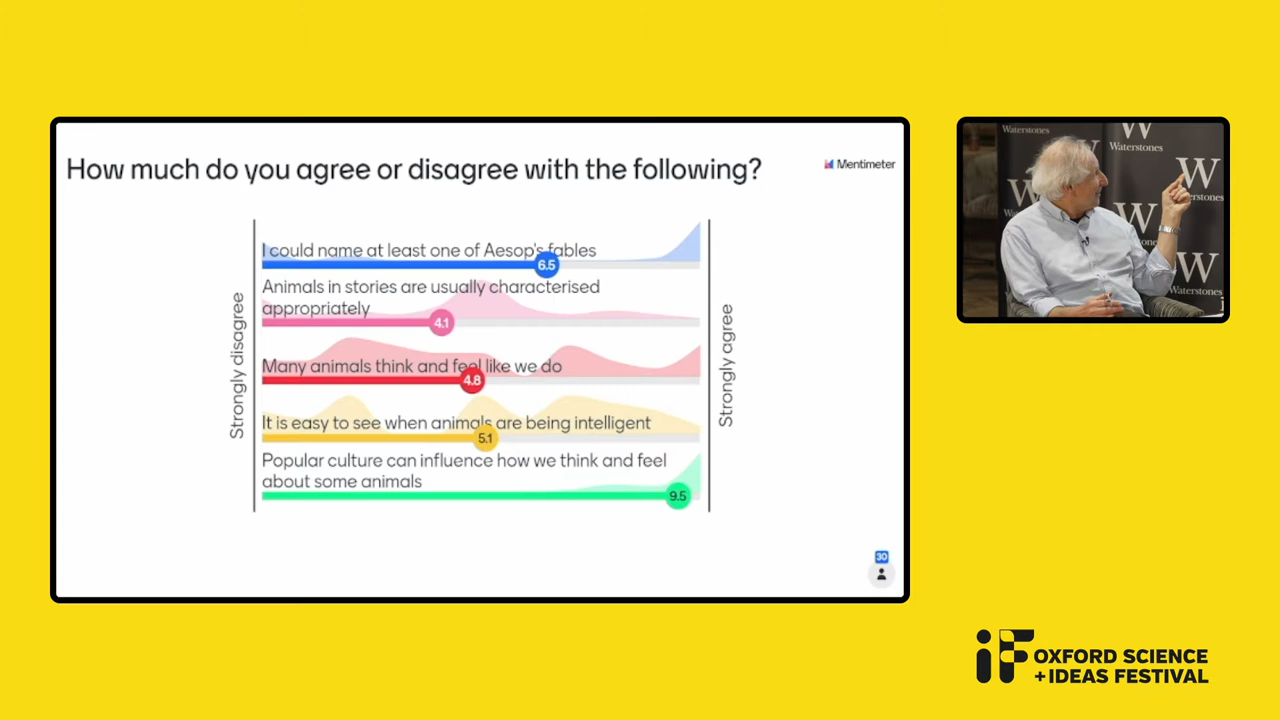 How much do you agree or disagree with the following?
Mentimeter
Strongly disagree
I could name at least one of Aesop's fables
6.5
Animals in stories are usually characterised
appropriately
4.1
Many animals think and feel like we do
4.8
It is easy to see when animals are being intelligent
5.1
Popular culture can influence how we think and feel
about some animals
9.5
Strongly agree
30
Waterstones
W
Waterstones
W
W
W
Waterstones
W
Waterstones
iF
OXFORD SCIENCE
+IDEAS FESTIVAL